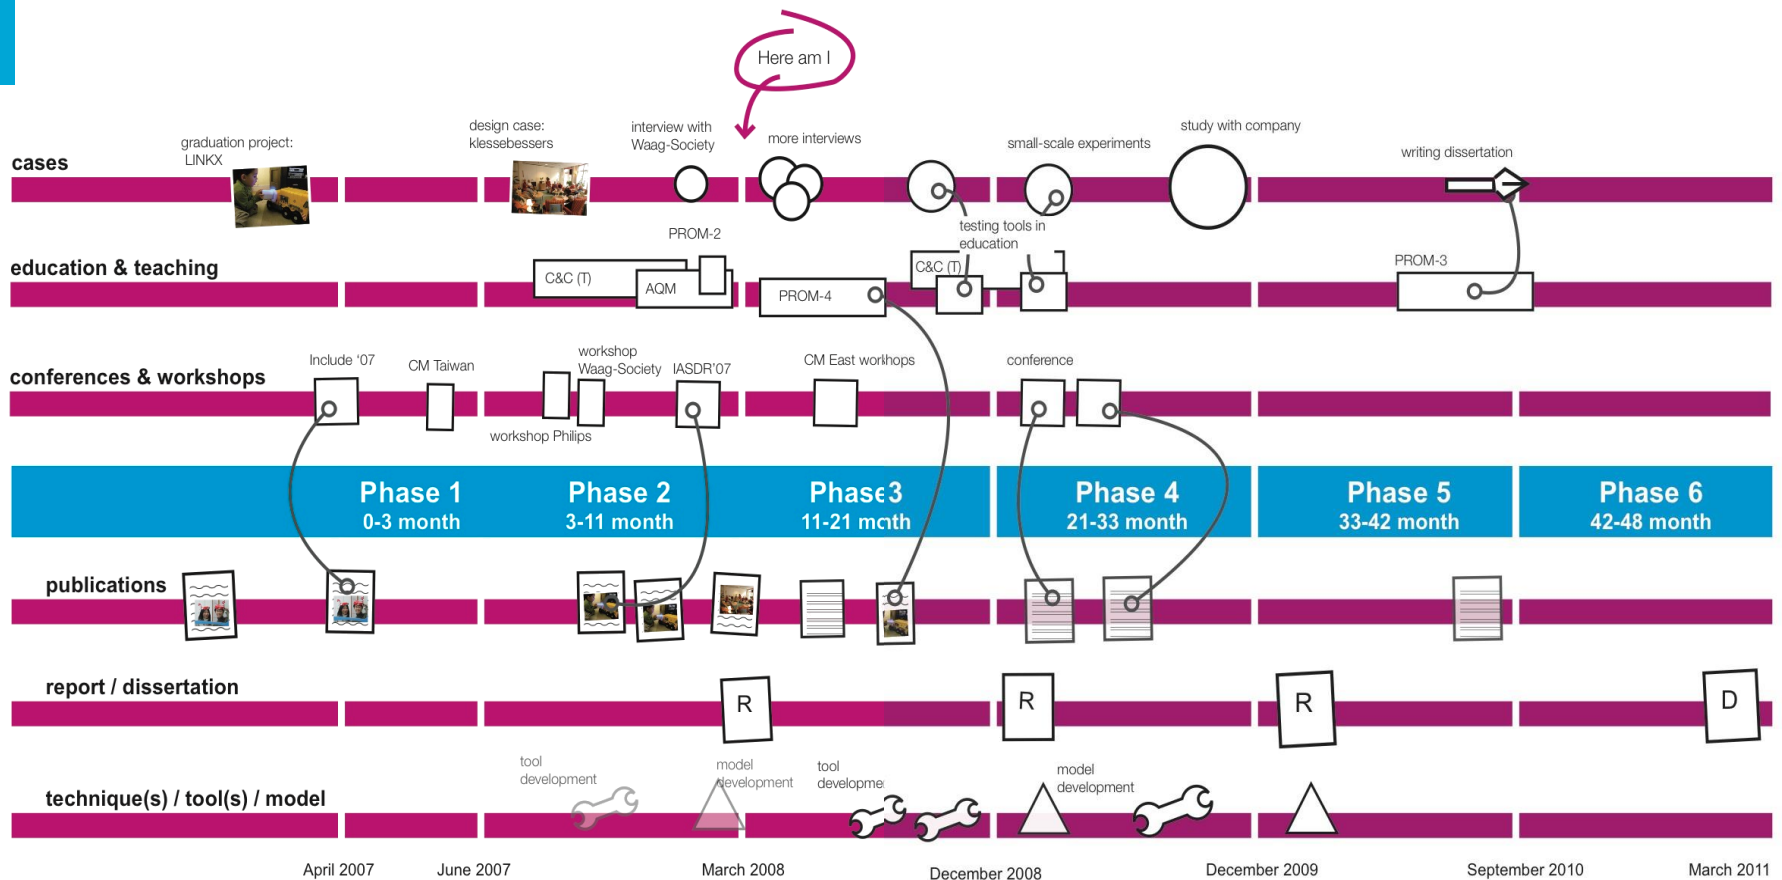 Here am I
graduation project:
LINKX
design case:
klessebessers
interview with
Waag-Society
more interviews
small-scale experiments
study with company
writing dissertation
cases
testing tools in
education
PROM-2
education & teaching
C&C (T)
AQM
PROM-4
C&C (T)
PROM-3
Include ‘07
CM Taiwan
workshop
Waag-Society
IASDR'07
CM East workhops
conference
conferences & workshops
workshop Philips
Phase 1
0-3 month
Phase 2
3-11 month
Phase 3
11-21 month
Phase 4
21-33 month
Phase 5
33-42 month
Phase 6
42-48 month
publications
report / dissertation
R
R
R
D
tool
development
model
development
tool
developme
model
development
technique(s) / tool(s) / model
April 2007
June 2007
March 2008
December 2008
December 2009
September 2010
March 2011